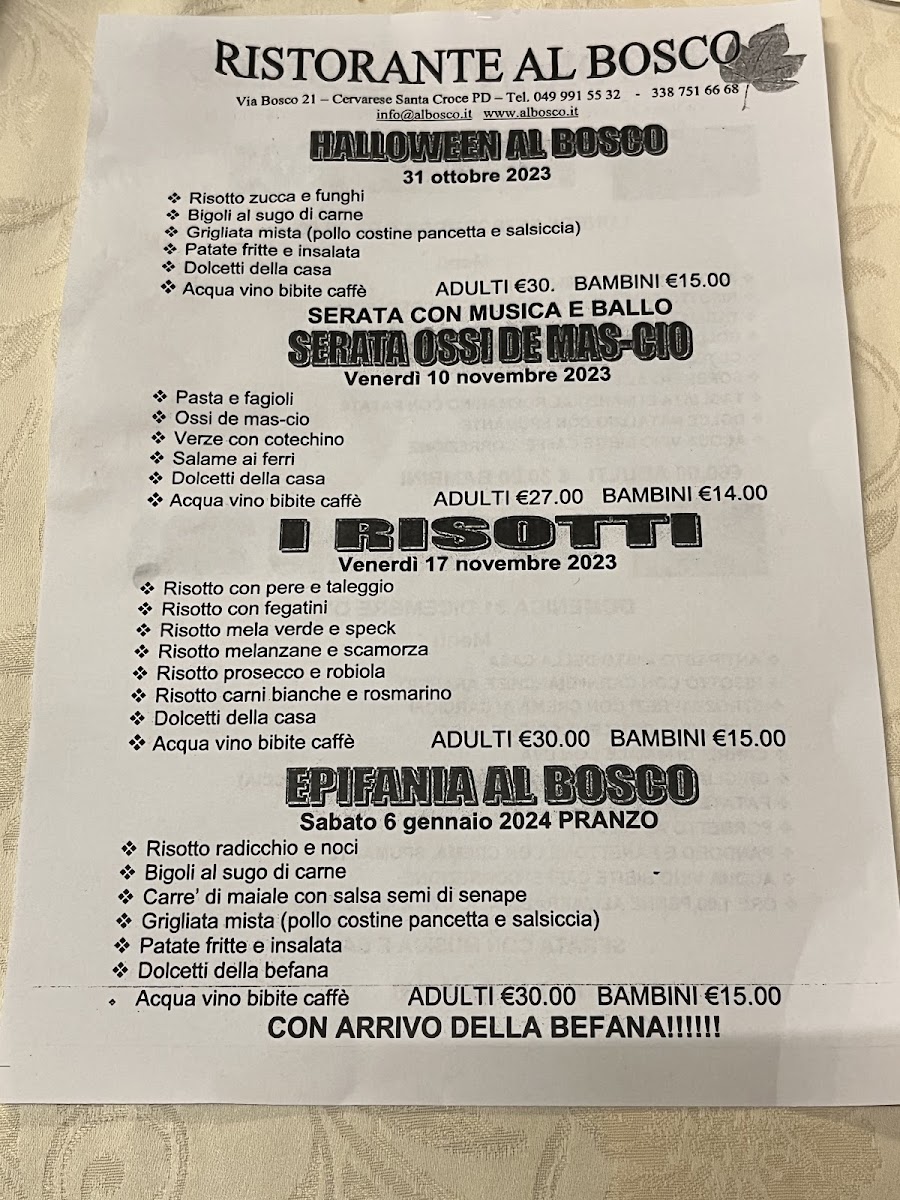 RISTORANTE AL BOSCO
Via Bosco 21 – Cervarese Santa Croce PD – Tel. 049 991 55 32 - 338 751 66 68
info@albosco.it www.albosco.it
HALLOWEEN AL BOSCO
31 ottobre 2023
❖ Risotto zucca e funghi
❖ Bigoli al sugo di carne
❖ Grigliata mista (pollo costine pancetta e salsiccia)
❖ Patate fritte e insalata
❖ Dolcetti della casa
❖ Acqua vino bibite caffè ADULTI €30. BAMBINI €15.00
SERATA CON MUSICA E BALLO
SERATA OSSI DE MAS-CIO
Venerdì 10 novembre 2023
❖ Pasta e fagioli
❖ Ossi de mas-cio
❖ Verze con cotechino
❖ Salame ai ferri
❖ Dolcetti della casa
❖ Acqua vino bibite caffè ADULTI €27.00 BAMBINI €14.00
I RISOTTI
Venerdì 17 novembre 2023
❖ Risotto con pere e taleggio
❖ Risotto con fegatini
❖ Risotto mela verde e speck
❖ Risotto melanzane e scamorza
❖ Risotto prosecco e robiola
❖ Risotto carni bianche e rosmarino
❖ Dolcetti della casa
❖ Acqua vino bibite caffè ADULTI €30.00 BAMBINI €15.00
EPIFANIA AL BOSCO
Sabato 6 gennaio 2024 PRANZO
❖ Risotto radicchio e noci
❖ Bigoli al sugo di carne
❖ Carre' di maiale con salsa semi di senape
❖ Grigliata mista (pollo costine pancetta e salsiccia)
❖ Patate fritte e insalata
❖ Dolcetti della befana
❖ Acqua vino bibite caffè ADULTI €30.00 BAMBINI €15.00
CON ARRIVO DELLA BEFANA!!!!!!